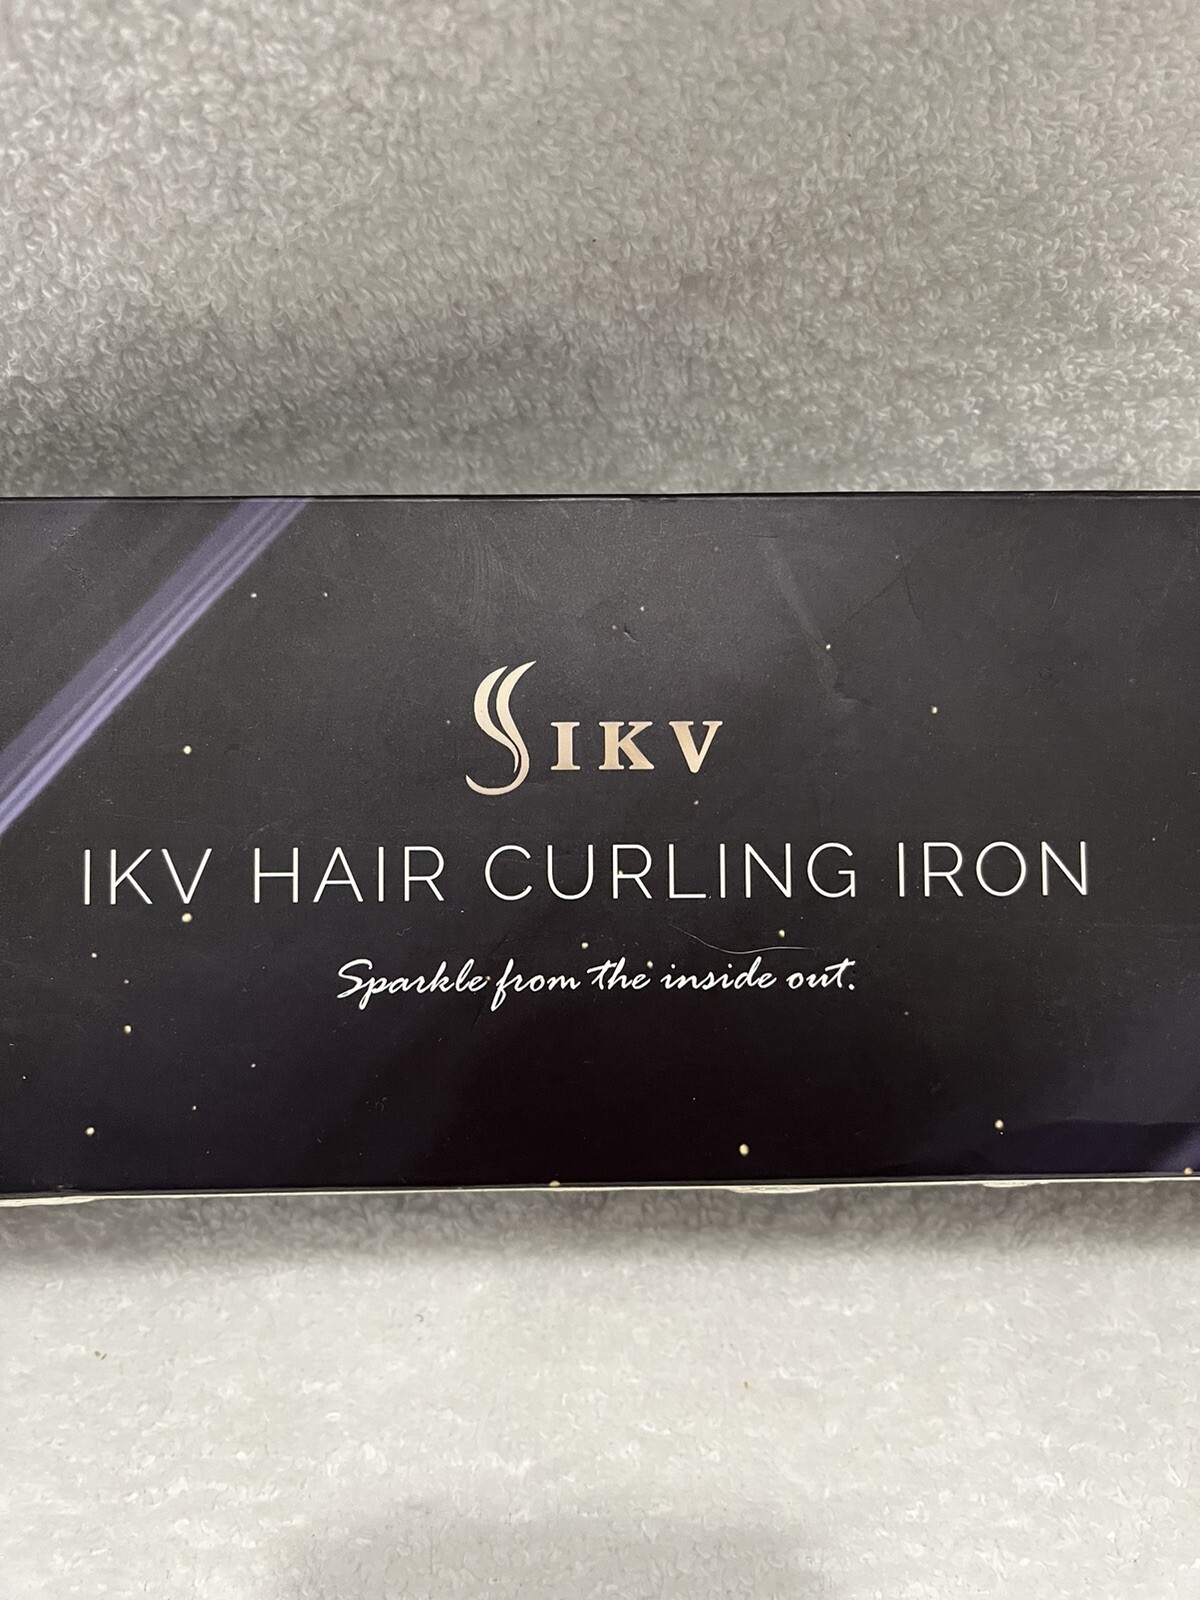 IKV
IKV HAIR CURLING IRON
Sparkle from the inside out.